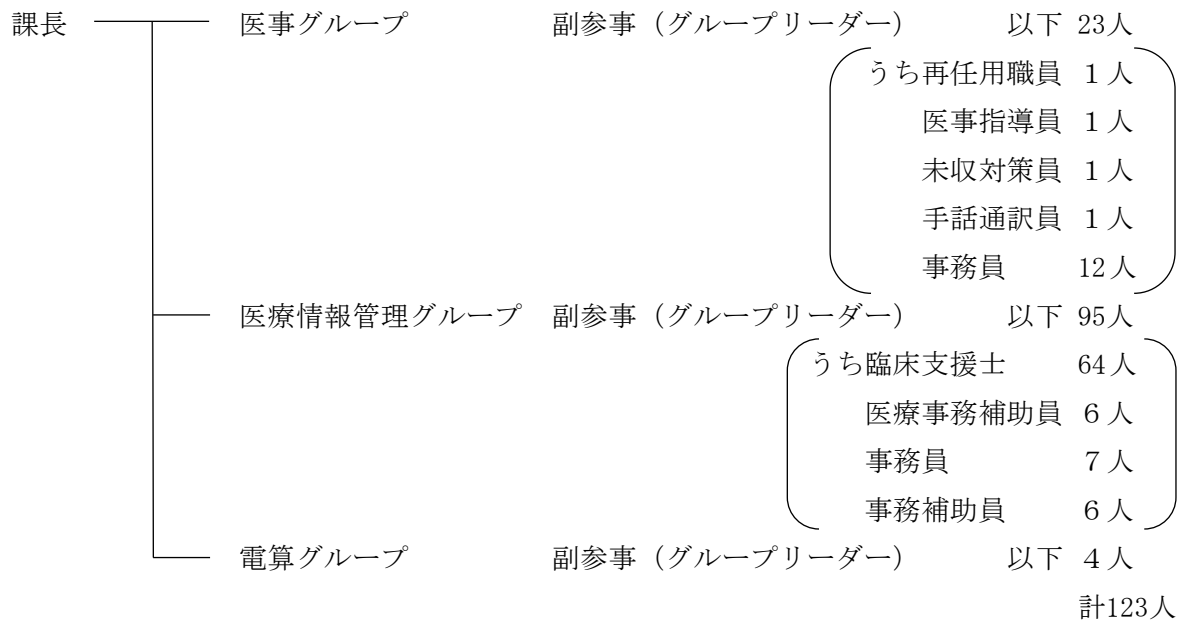 課長 医事グループ 副参事（グループリーダー） 以下 23人
うち再任用職員 １人
医事指導員 １人
未収対策員 １人
手話通訳員 １人
事務員 12人
医療情報管理グループ 副参事（グループリーダー） 以下 95人
うち臨床支援士 64人
医療事務補助員 ６人
事務員 ７人
事務補助員 ６人
電算グループ 副参事（グループリーダー） 以下 ４人
計123人